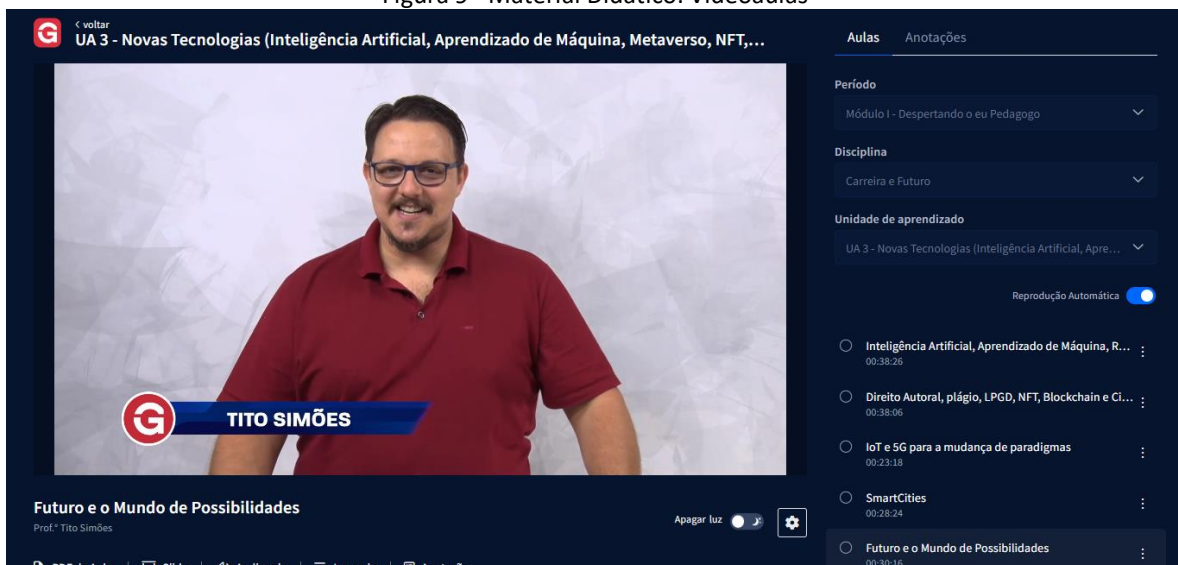 Figura 5 - Material Didático: Videoaulas
voltar
UA 3 - Novas Tecnologias (Inteligência Artificial, Aprendizado de Máquina, Metaverso, NFT,...
TITO SIMÕES
Futuro e o Mundo de Possibilidades
Prof.º Tito Simões
Apagar luz
Aulas Anotações
Período
Módulo I - Despertando o eu Pedagogo
Disciplina
Carreira e Futuro
Unidade de aprendizado
UA 3 - Novas Tecnologias (Inteligência Artificial, Apre...
Reprodução Automática
Inteligência Artificial, Aprendizado de Máquina, R...
00:38:26
Direito Autoral, plágio, LPGD, NFT, Blockchain e Ci...
00:38:06
IoT e 5G para a mudança de paradigmas
00:23:18
SmartCities
00:28:24
Futuro e o Mundo de Possibilidades
00:30:16